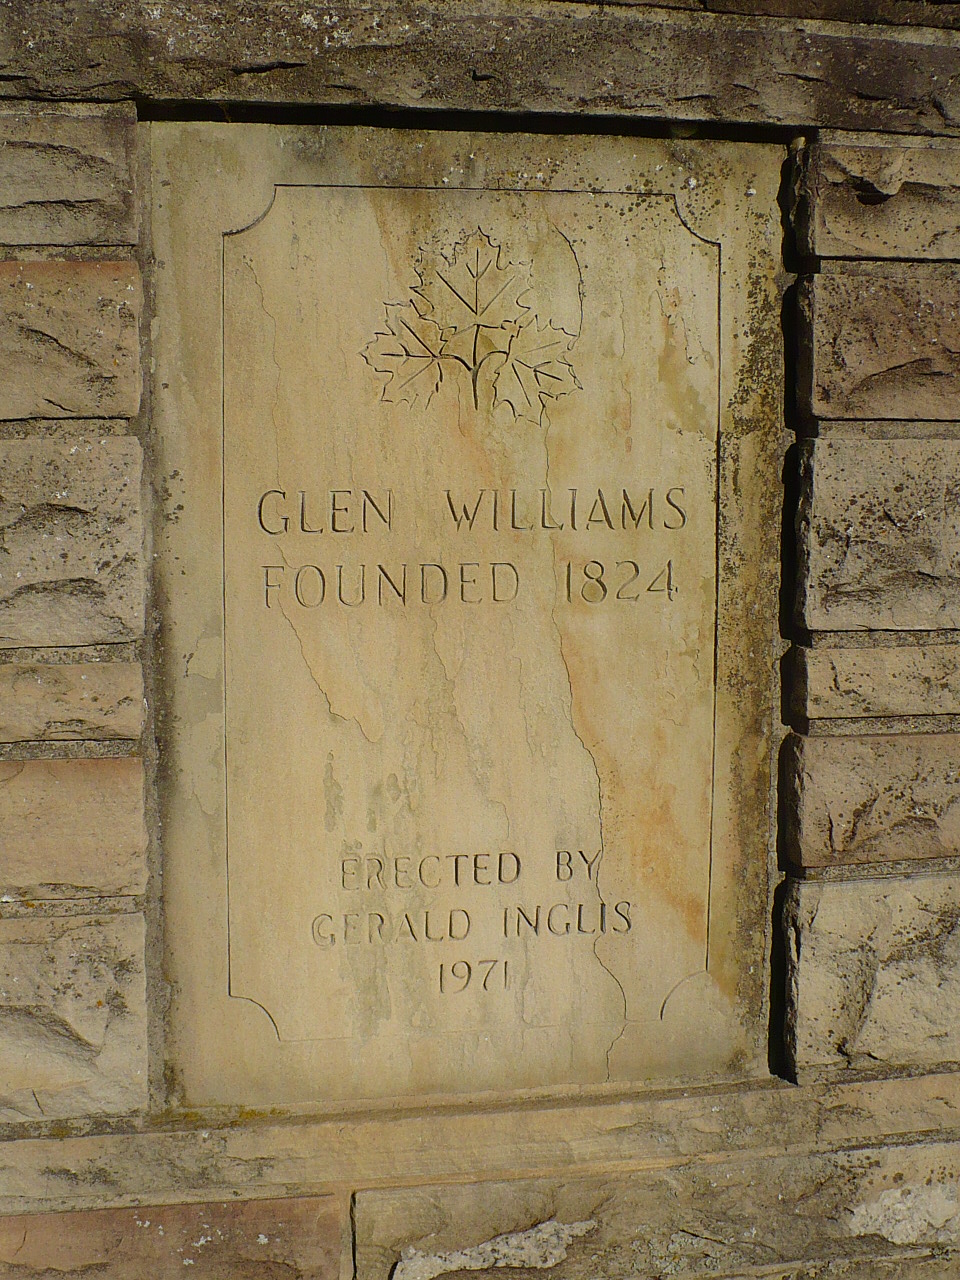 GLEN WILLIAMS
FOUNDED 1824
ERECTED BY
GERALD INGLIS
1971